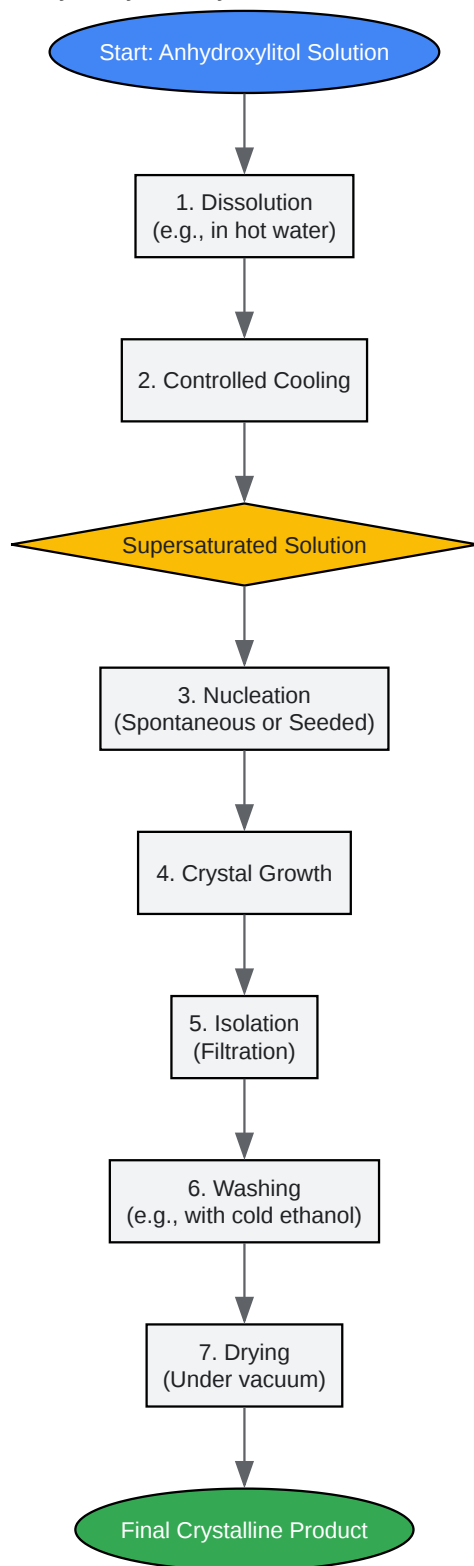 Start: Anhydroxylitol Solution
1. Dissolution
(e.g., in hot water)
2. Controlled Cooling
Supersaturated Solution
3. Nucleation
(Spontaneous or Seeded)
4. Crystal Growth
5. Isolation
(Filtration)
6. Washing
(e.g., with cold ethanol)
7. Drying
(Under vacuum)
Final Crystalline Product